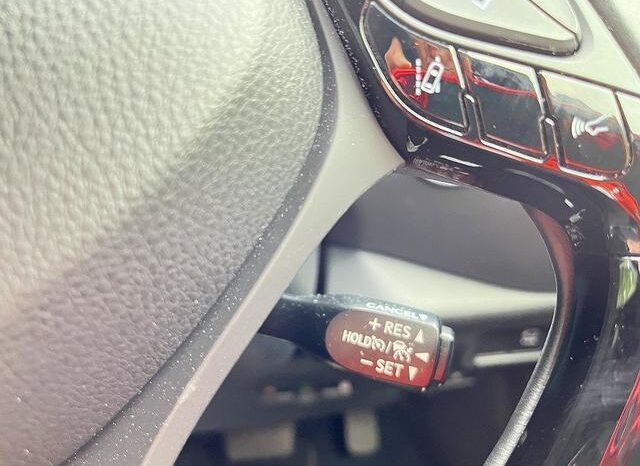 CANCEL
+ RES ▲
HOLD / ◄
– SET ▼